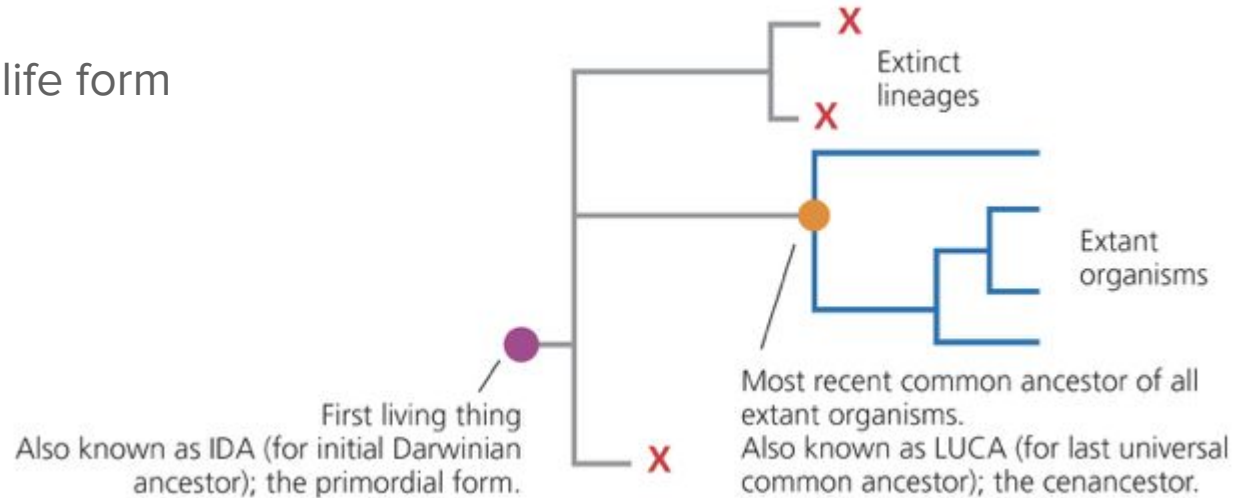 life form
X
Extinct
lineages
X
Extant
organisms
First living thing
Also known as IDA (for initial Darwinian
ancestor); the primordial form.
X
Most recent common ancestor of all
extant organisms.
Also known as LUCA (for last universal
common ancestor); the cenancestor.